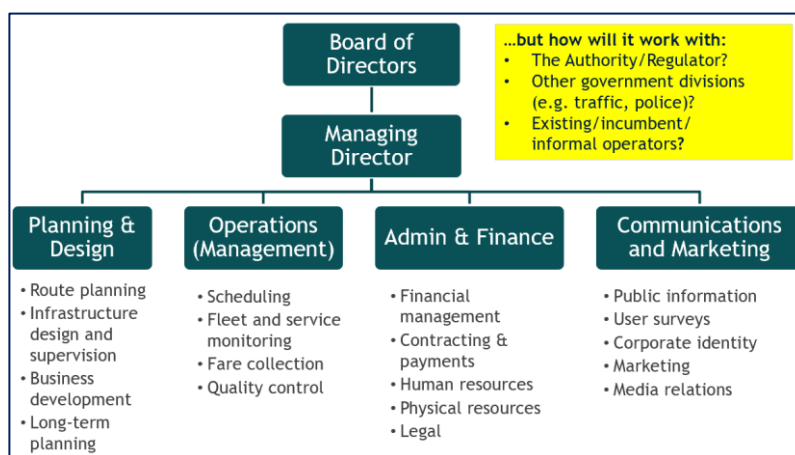 Board of
Directors
…but how will it work with:
• The Authority/Regulator?
• Other government divisions
(e.g. traffic, police)?
• Existing/incumbent/
informal operators?
Managing
Director
Planning &
Design
• Route planning
• Infrastructure
design and
supervision
• Business
development
• Long-term
planning
Operations
(Management)
• Scheduling
• Fleet and service
monitoring
• Fare collection
• Quality control
Admin & Finance
• Financial
management
• Contracting &
payments
• Human resources
• Physical resources
• Legal
Communications
and Marketing
• Public information
• User surveys
• Corporate identity
• Marketing
• Media relations